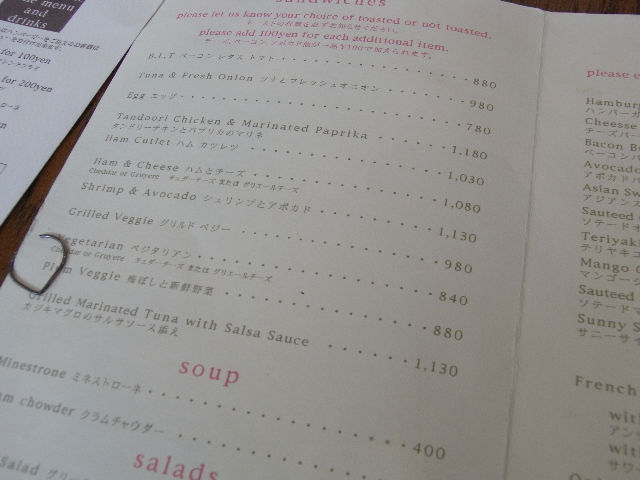 menu
and
drinks
for 100yen
for 200yen
sandwiches
please let us know your choice of toasted or not toasted.
please add 100yen for each additional item.
B.L.T ベーコン レタス トマト 880
Tuna & Fresh Onion ツナとフレッシュオニオン 980
Egg エッグ 780
Tandoori Chicken & Marinated Paprika 1,180
タンドリーチキンとパプリカのマリネ
Ham Cutlet ハム カツレツ 1,030
Ham & Cheese ハムとチーズ 1,080
Cheddar or Gruyere チェダーチーズ または グリエールチーズ
Shrimp & Avocado シュリンプとアボカド 1,130
Grilled Veggie グリルド ベジー 980
Vegetarian ベジタリアン 840
Cheddar or Gruyere チェダーチーズ または グリエールチーズ
Plum Veggie 梅ぼしと新鮮野菜 880
Grilled Marinated Tuna with Salsa Sauce 1,130
カジキマグロのサルサソース添え
soup
Minestrone ミネストローネ 400
am chowder クラムチャウダー
salads
Salad
please e
Hambur
ハンバーガ
Cheese
チーズバー
Bacon Bu
ベーコンバ
Avocado
アボカドバ
Asian Sw
アジアンス
Sauteed
ソテードオ
Teriyak
テリヤキ
Mango
マンゴー
Sauteed
ソテードマ
Sunny S
サニーサイ
French
wit
アン
wit
サワ